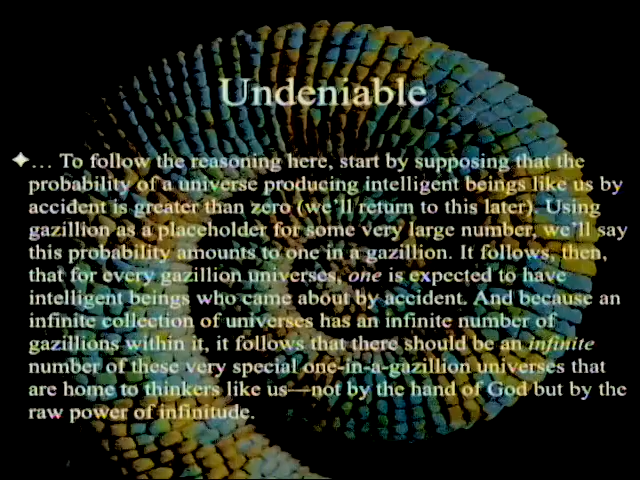 Undeniable
✦… To follow the reasoning here, start by supposing that the
probability of a universe producing intelligent beings like us by
accident is greater than zero (we'll return to this later). Using
gazillion as a placeholder for some very large number, we'll say
this probability amounts to one in a gazillion. It follows, then,
that for every gazillion universes, one is expected to have
intelligent beings who came about by accident. And because an
infinite collection of universes has an infinite number of
gazillions within it, it follows that there should be an infinite
number of these very special one-in-a-gazillion universes that
are home to thinkers like us—not by the hand of God but by the
raw power of infinitude.